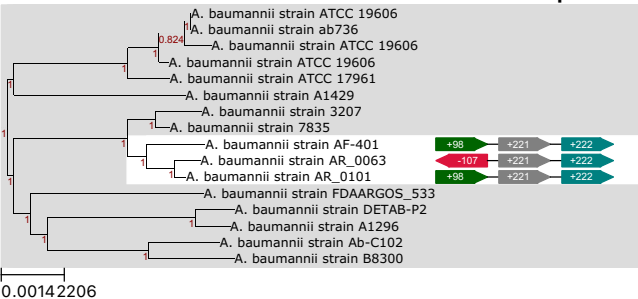 A. baumannii strain ATCC 19606
A. baumannii strain ab736
A. baumannii strain ATCC 19606
A. baumannii strain ATCC 19606
A. baumannii strain ATCC 17961
A. baumannii strain A1429
A. baumannii strain 3207
A. baumannii strain 7835
A. baumannii strain AF-401 +98 +221 +222
A. baumannii strain AR_0063 -107 +221 +222
A. baumannii strain AR_0101 +98 +221 +222
A. baumannii strain FDAARGOS_533
A. baumannii strain DETAB-P2
A. baumannii strain A1296
A. baumannii strain Ab-C102
A. baumannii strain B8300
1
0.824
1
1
1
1
1
1
1
1
1
1
1
1
0.00142206